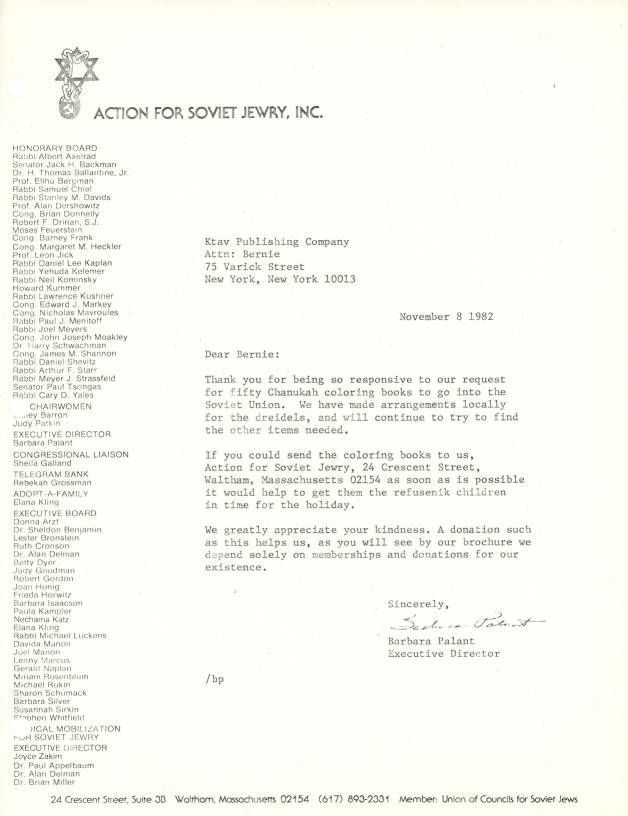 ACTION FOR SOVIET JEWRY, INC.
HONORARY BOARD
Rabbi Albert Axelrad
Senator Jack H. Backman
Dr. H. Thomas Ballantine, Jr.
Prof. Elihu Bergman
Rabbi Samuel Chiel
Rabbi Stanley M. Davids
Prof. Alan Dershowitz
Cong. Brian Donnelly
Robert F. Drinan, S.J.
Moses Feuerstein
Cong. Barney Frank
Cong. Margaret M. Heckler
Prof. Leon Jick
Rabbi Daniel Lee Kaplan
Rabbi Yehuda Kelemer
Rabbi Neil Kominsky
Howard Kummer
Rabbi Lawrence Kushner
Cong. Edward J. Markey
Cong. Nicholas Mavroules
Rabbi Paul J. Menitoff
Rabbi Joel Meyers
Cong. John Joseph Moakley
Dr. Harry Schwachman
Cong. James M. Shannon
Rabbi Daniel Shevitz
Rabbi Arthur F. Starr
Rabbi Meyer J. Strassfeld
Senator Paul Tsongas
Rabbi Cary D. Yales
CHAIRWOMEN
Barron
Judy Patkin
EXECUTIVE DIRECTOR
Barbara Palant
CONGRESSIONAL LIAISON
Sheila Galland
TELEGRAM BANK
Rebekah Grossman
ADOPT-A-FAMILY
Elana Kling
EXECUTIVE BOARD
Donna Arzt
Dr. Sheldon Benjamin
Lester Bronstein
Ruth Cronson
Dr. Alan Delman
Betty Dyer
Judy Goudman
Robert Gordon
Joan Honig
Frieda Horwitz
Barbara Isaacson
Paula Kampler
Nechama Katz
Elana Kling
Rabbi Michael Luckens
Davida Manon
Joel Manon
Lenny Marcus
Gerald Naplan
Miriam Rosenblum
Michael Rukin
Sharon Schumack
Barbara Silver
Susannah Sirkin
Stephen Whitfield
ICAL MOBILIZATION
FOR SOVIET JEWRY
EXECUTIVE DIRECTOR
Joyce Zakim
Dr. Paul Appelbaum
Dr. Alan Delman
Dr. Brian Miller
Ktav Publishing Company
Attn: Bernie
75 Varick Street
New York, New York 10013
November 8 1982
Dear Bernie:
Thank you for being so responsive to our request
for fifty Chanukah coloring books to go into the
Soviet Union. We have made arrangements locally
for the dreidels, and will continue to try to find
the other items needed.
If you could send the coloring books to us,
Action for Soviet Jewry, 24 Crescent Street,
Waltham, Massachusetts 02154 as soon as is possible
it would help to get them the refusenik children
in time for the holiday.
We greatly appreciate your kindness. A donation such
as this helps us, as you will see by our brochure we
depend solely on memberships and donations for our
existence.
Sincerely,
Barbara Palant
Barbara Palant
Executive Director
/bp
24 Crescent Street, Suite 3B Waltham, Massachusetts 02154 (617) 893-2331 Member: Union of Councils for Soviet Jews